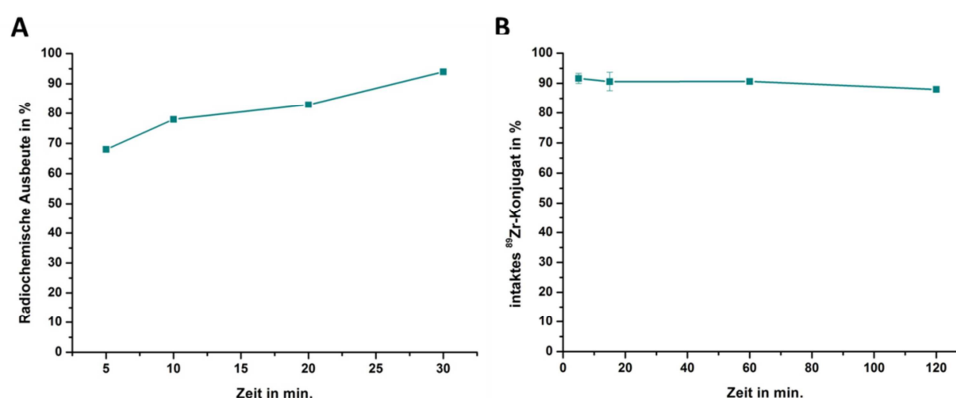 A
100
90
80
70
60
50
40
30
20
10
0
Radiochemische Ausbeute in %
5 10 15 20 25 30
Zeit in min.
B
100
90
80
70
60
50
40
30
20
10
0
intaktes ⁸⁹Zr-Konjugat in %
0 20 40 60 80 100 120
Zeit in min.